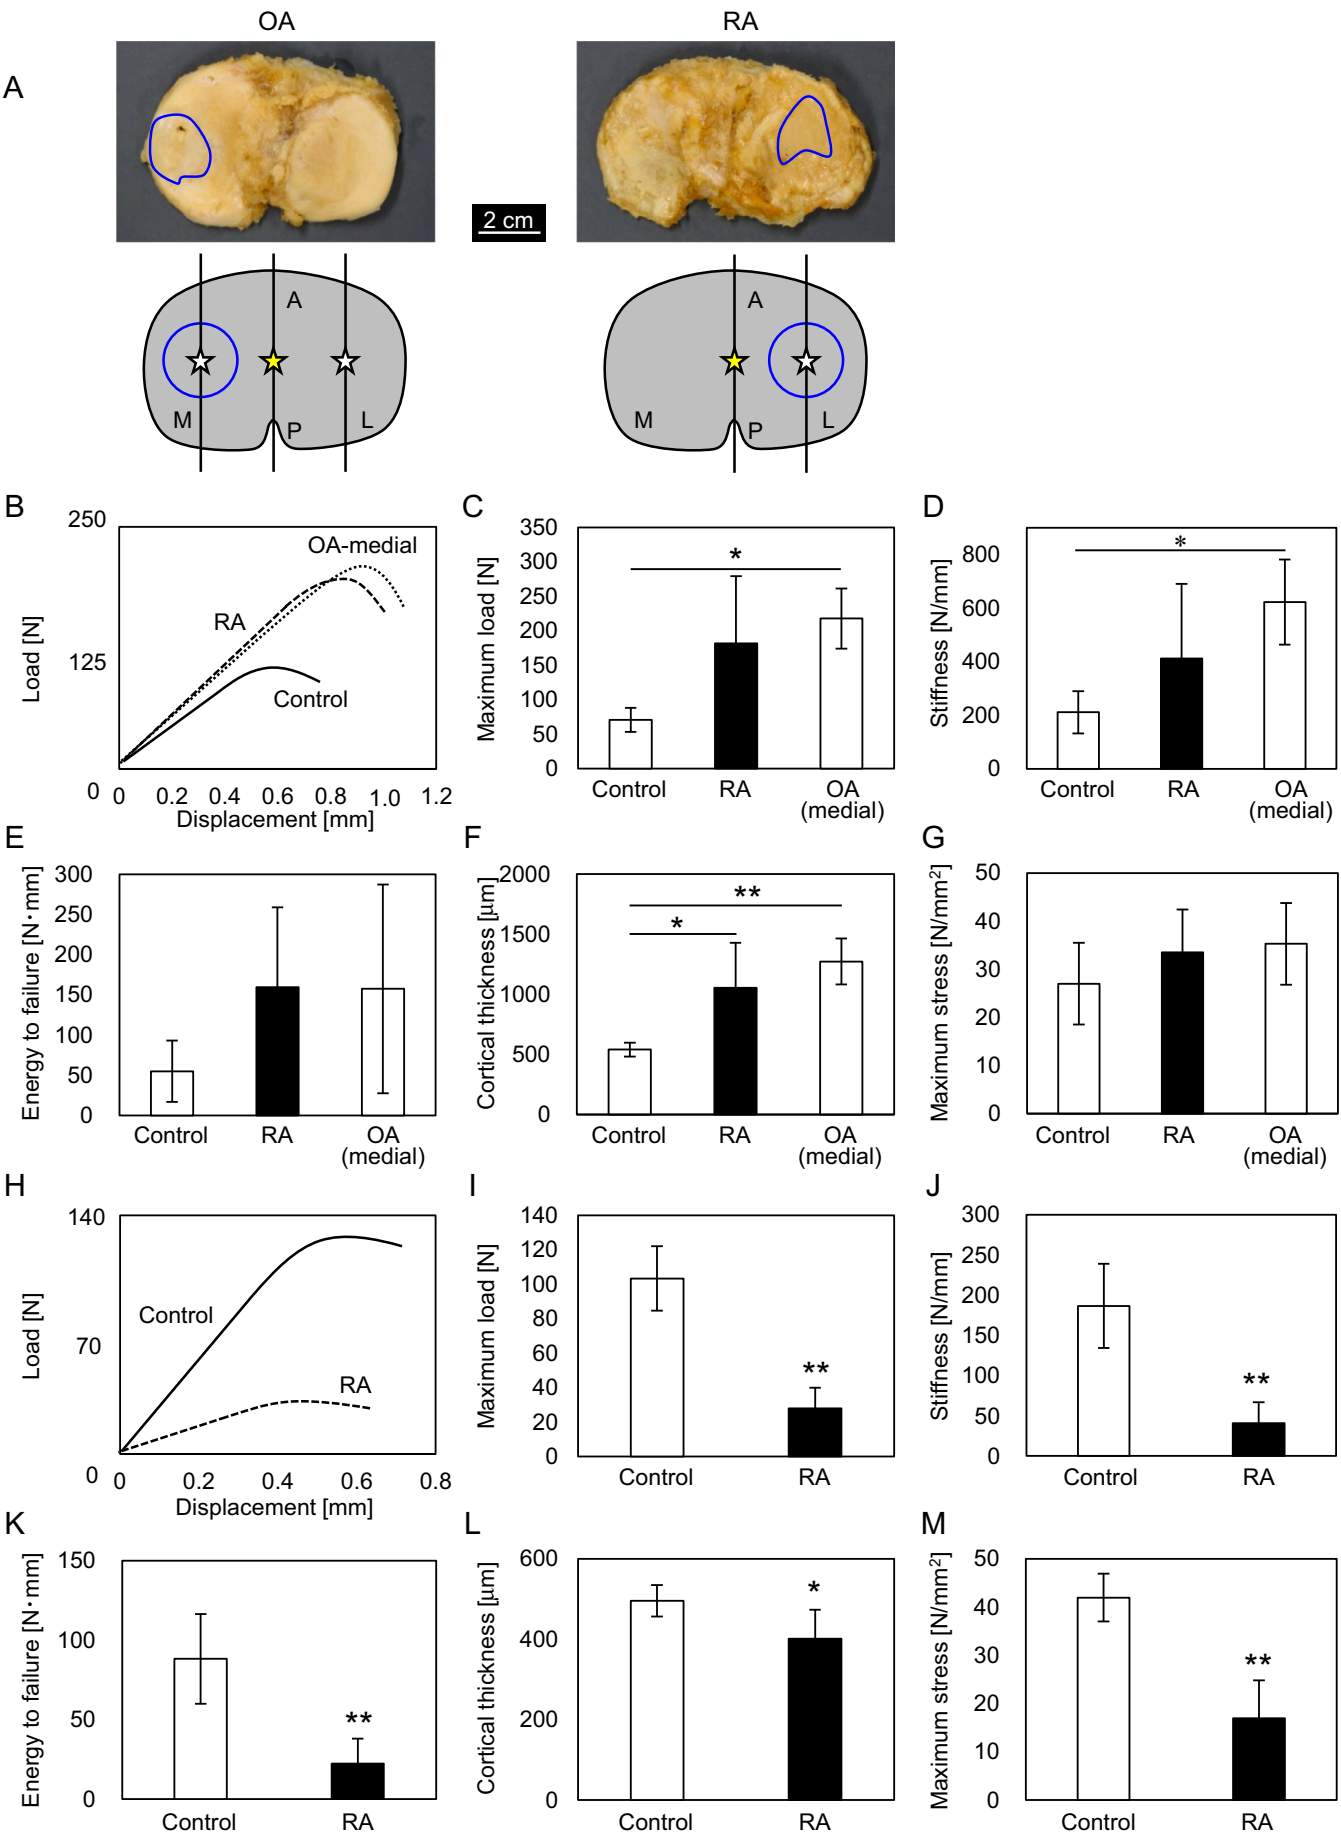 OA
RA
A
2 cm
A
M
P
L
A
M
P
L
B
250
125
0
Load [N]
OA-medial
RA
Control
0 0.2 0.4 0.6 0.8 1.0 1.2
Displacement [mm]
C
Maximum load [N]
350
300
250
200
150
100
50
0
*
Control RA OA
(medial)
D
Stiffness [N/mm]
800
600
400
200
0
*
Control RA OA
(medial)
E
Energy to failure [N·mm]
300
250
200
150
100
50
0
Control RA OA
(medial)
F
Cortical thickness [μm]
2000
1500
1000
500
0
**
*
Control RA OA
(medial)
G
Maximum stress [N/mm²]
50
40
30
20
10
0
Control RA OA
(medial)
H
140
70
0
Load [N]
Control
RA
0 0.2 0.4 0.6 0.8
Displacement [mm]
I
Maximum load [N]
140
120
100
80
60
40
20
0
**
Control RA
J
Stiffness [N/mm]
300
250
200
150
100
50
0
**
Control RA
K
Energy to failure [N·mm]
150
100
50
0
**
Control RA
L
Cortical thickness [μm]
600
400
200
0
*
Control RA
M
Maximum stress [N/mm²]
50
40
30
20
10
0
**
Control RA